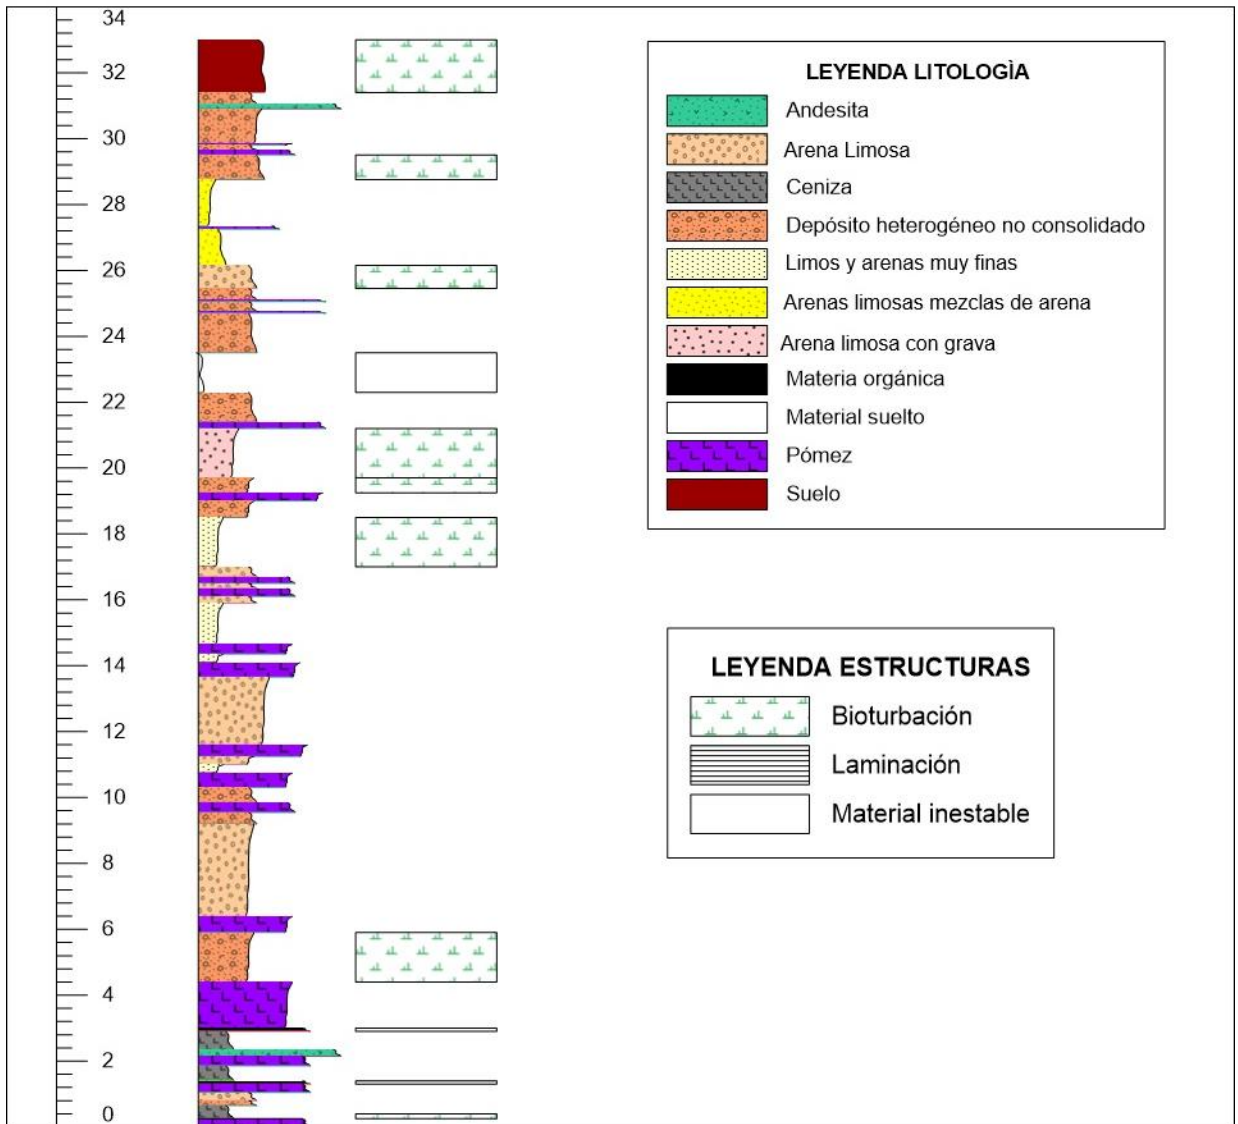 34
32
30
28
26
24
22
20
18
16
14
12
10
8
6
4
2
0
LEYENDA LITOLOGÌA
Andesita
Arena Limosa
Ceniza
Depósito heterogéneo no consolidado
Limos y arenas muy finas
Arenas limosas mezclas de arena
Arena limosa con grava
Materia orgánica
Material suelto
Pómez
Suelo
LEYENDA ESTRUCTURAS
Bioturbación
Laminación
Material inestable